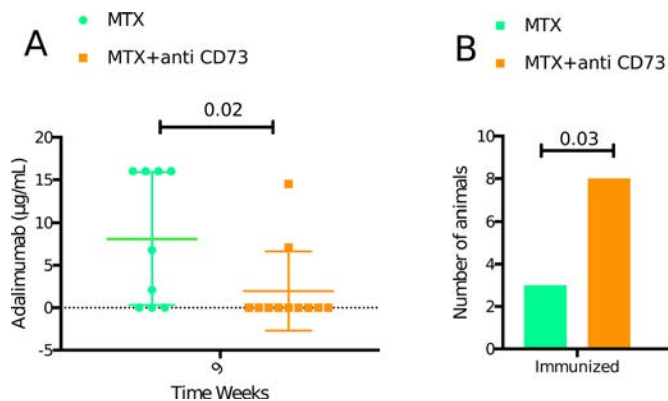 A
MTX
MTX+anti CD73
0.02
Adalimumab (µg/mL)
20
15
10
5
0
-5
9
Time Weeks
B
MTX
MTX+anti CD73
0.03
Number of animals
10
8
6
4
2
0
Immunized